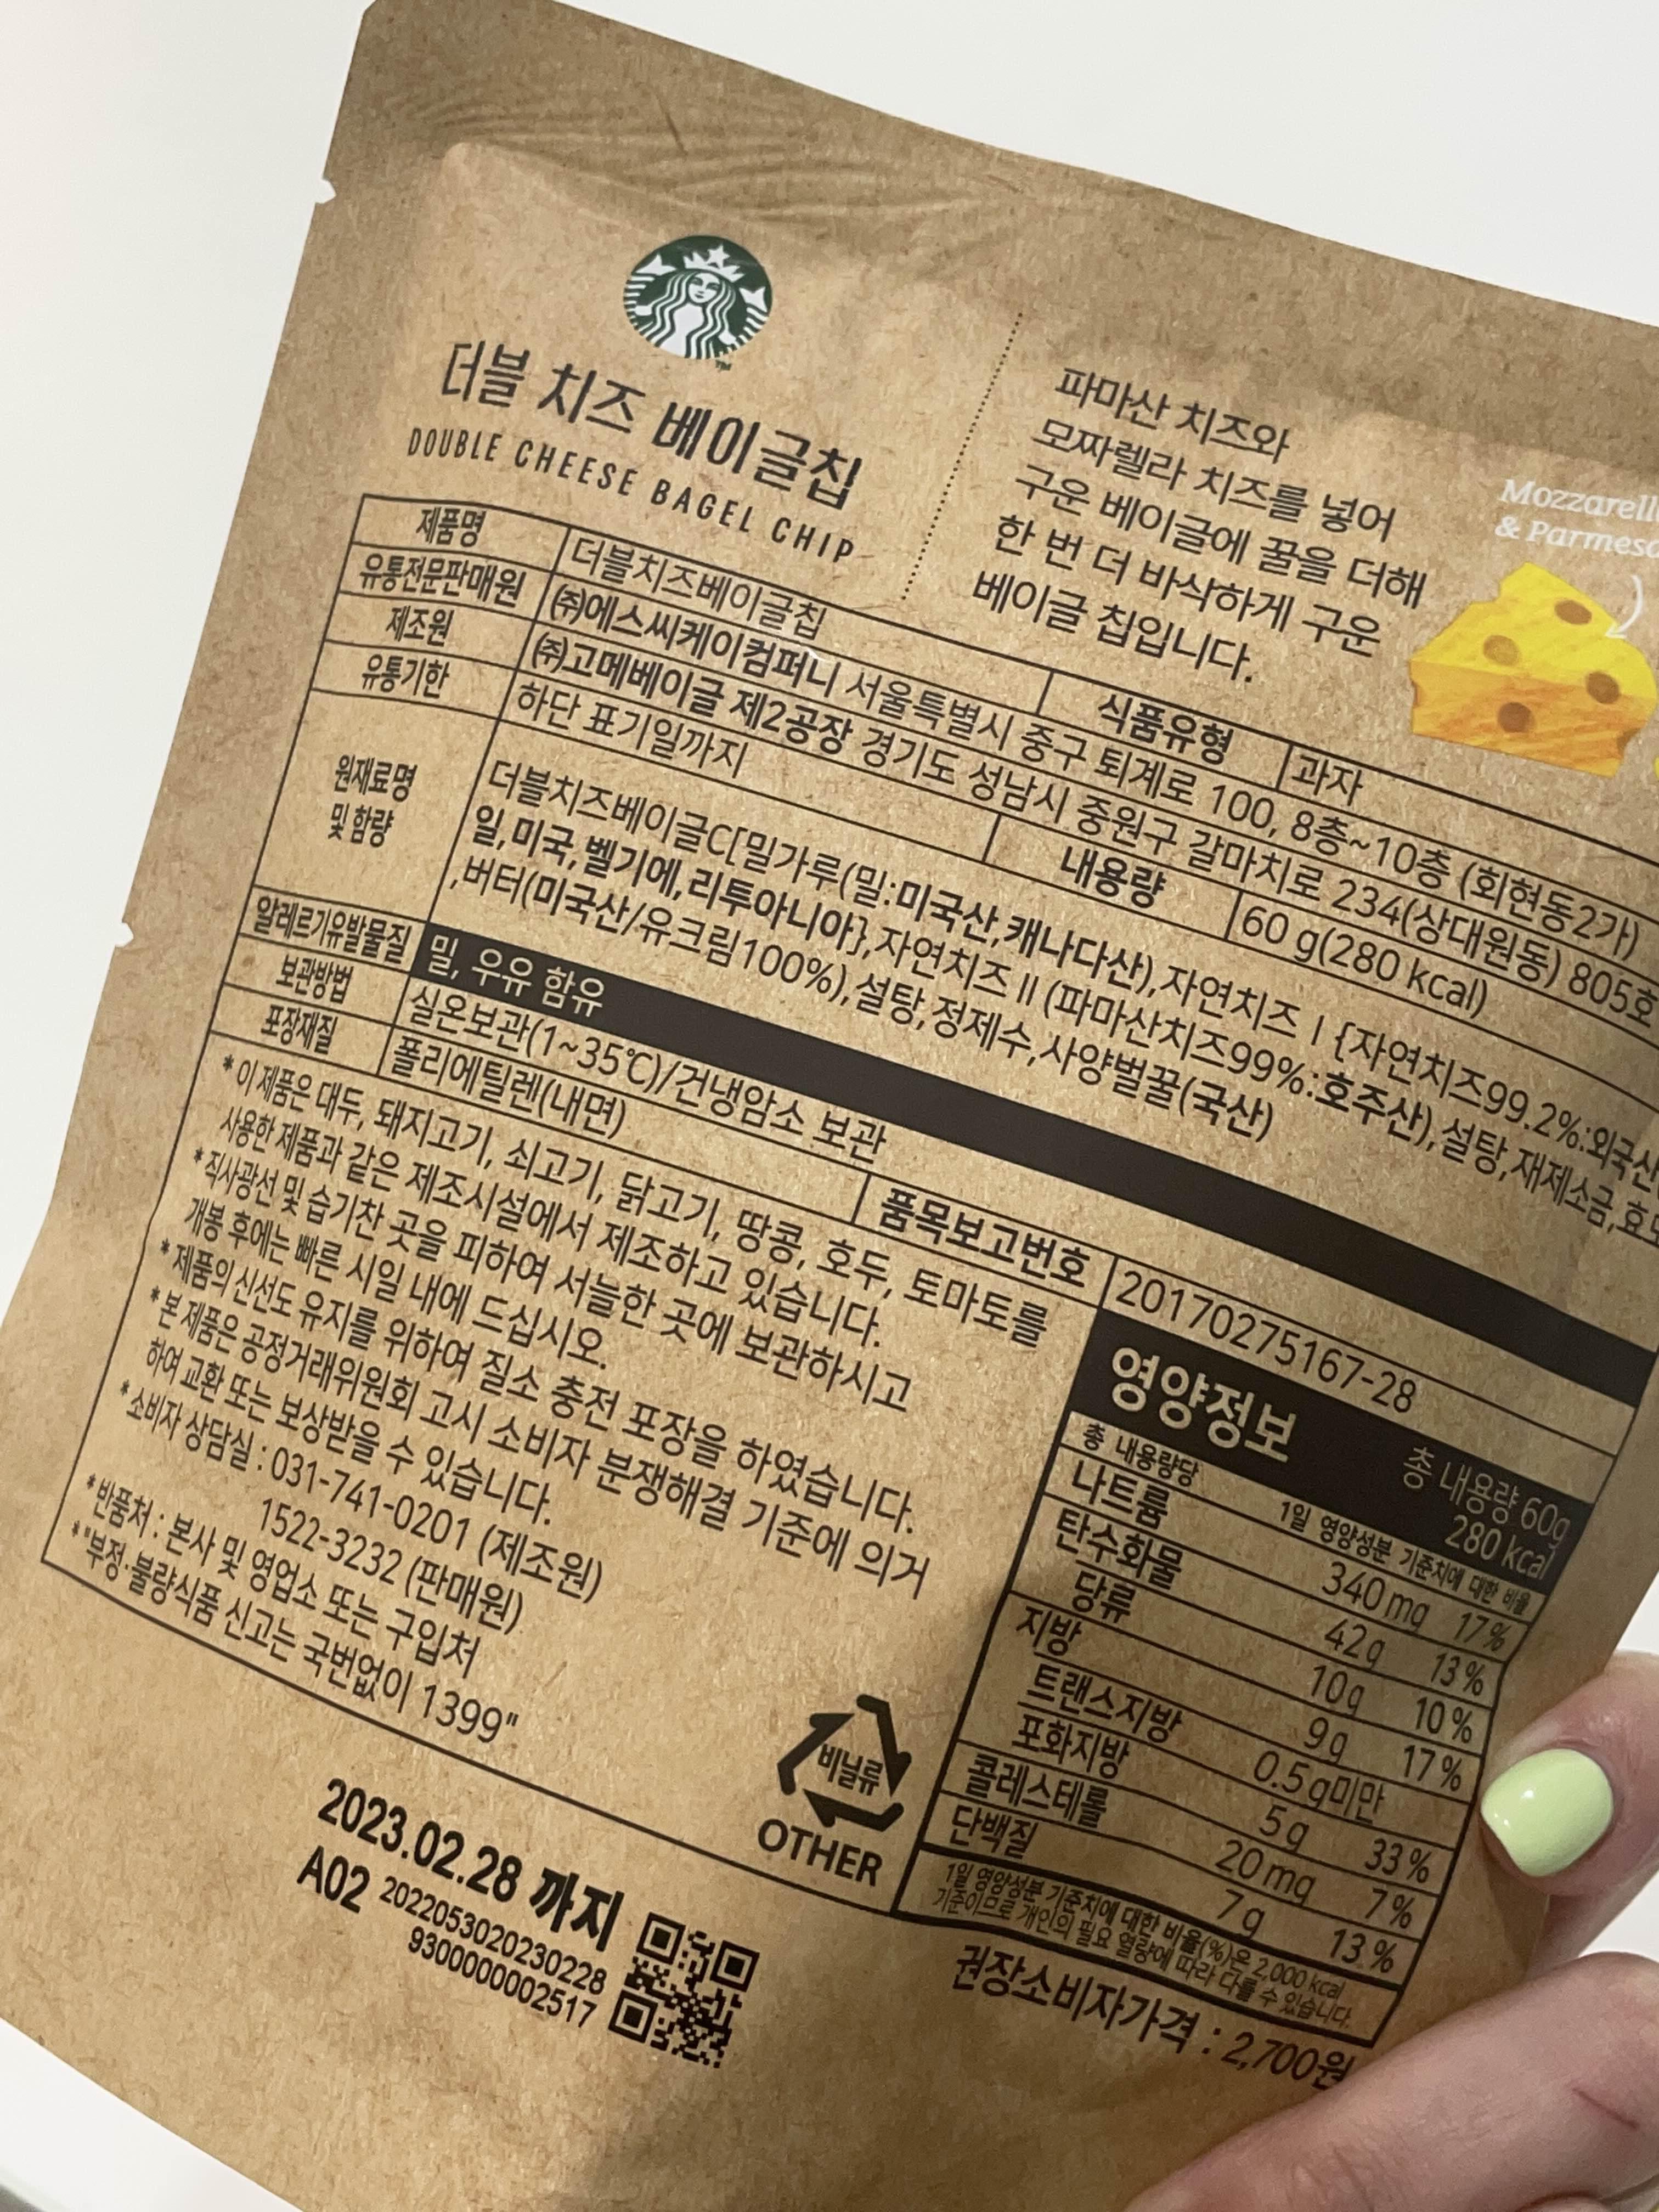 더블 치즈 베이글칩
DOUBLE CHEESE BAGEL CHIP
파마산 치즈와
모짜렐라 치즈를 넣어
구운 베이글에 꿀을 더해
한 번 더 바삭하게 구운
베이글 칩입니다.
Mozzarell
& Parmes
제품명 더블치즈베이글칩 식품유형 과자
유통전문판매원 ㈜에스씨케이컴퍼니 서울특별시 중구 퇴계로 100, 8층~10층 (회현동2가)
제조원 ㈜고메베이글 제2공장 경기도 성남시 중원구 갈마치로 234(상대원동) 805호
유통기한 하단 표기일까지 내용량 60 g(280 kcal)
원재료명
및 함량
더블치즈베이글C[밀가루(밀:미국산,캐나다산),자연치즈Ⅰ{자연치즈99.2%:외국산
일,미국,벨기에,리투아니아},자연치즈Ⅱ(파마산치즈99%:호주산),설탕,재제소금,효모
,버터(미국산/유크림100%),설탕,정제수,사양벌꿀(국산)
알레르기유발물질 밀, 우유 함유
보관방법 실온보관(1~35℃)/건냉암소 보관
포장재질 폴리에틸렌(내면) 품목보고번호 20170275167-28
* 이 제품은 대두, 돼지고기, 쇠고기, 닭고기, 땅콩, 호두, 토마토를
사용한 제품과 같은 제조시설에서 제조하고 있습니다.
* 직사광선 및 습기찬 곳을 피하여 서늘한 곳에 보관하시고
개봉 후에는 빠른 시일 내에 드십시오.
* 제품의 신선도 유지를 위하여 질소 충전 포장을 하였습니다.
* 본 제품은 공정거래위원회 고시 소비자 분쟁해결 기준에 의거
하여 교환 또는 보상받을 수 있습니다.
* 소비자 상담실 : 031-741-0201 (제조원)
1522-3232 (판매원)
* 반품처 : 본사 및 영업소 또는 구입처
* "부정·불량식품 신고는 국번없이 1399"
영양정보
총 내용량 60g
280 kcal
총 내용량당 1일 영양성분 기준치에 대한 비율
나트륨 340 mg 17 %
탄수화물 42 g 13 %
당류 10 g 10 %
지방 9 g 17 %
트랜스지방 0.5 g미만
포화지방 5 g 33 %
콜레스테롤 20 mg 7 %
단백질 7 g 13 %
1일 영양성분 기준치에 대한 비율(%)은 2,000 kcal
기준이므로 개인의 필요 열량에 따라 다를 수 있습니다.
비닐류
OTHER
권장소비자가격 : 2,700원
2023.02.28 까지
A02 2022053020230228
930000002517